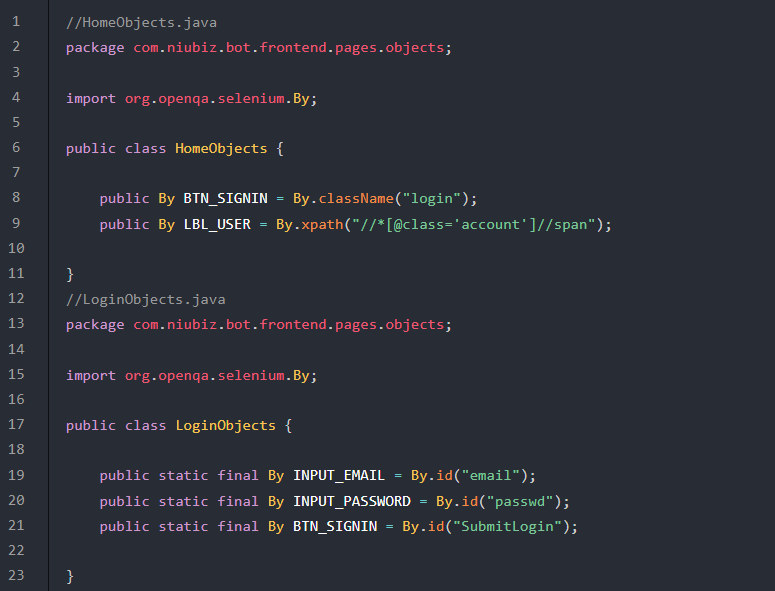 1 //HomeObjects.java
2 package com.niubiz.bot.frontend.pages.objects;
3
4 import org.openqa.selenium.By;
5
6 public class HomeObjects {
7
8 public By BTN_SIGNIN = By.className("login");
9 public By LBL_USER = By.xpath("//*[@class='account']//span");
10
11 }
12 //LoginObjects.java
13 package com.niubiz.bot.frontend.pages.objects;
14
15 import org.openqa.selenium.By;
16
17 public class LoginObjects {
18
19 public static final By INPUT_EMAIL = By.id("email");
20 public static final By INPUT_PASSWORD = By.id("passwd");
21 public static final By BTN_SIGNIN = By.id("SubmitLogin");
22
23 }